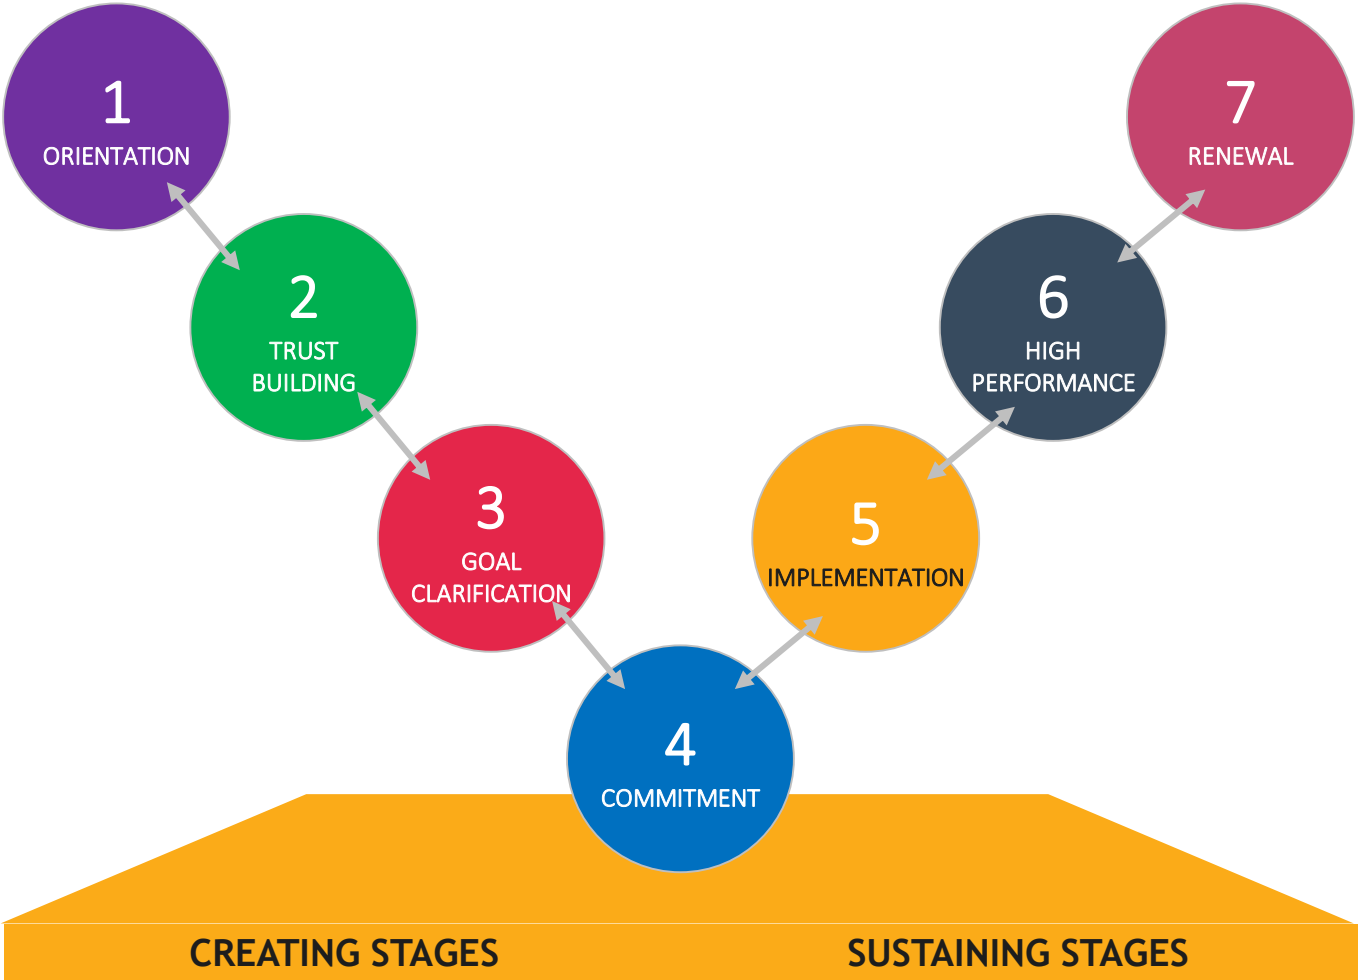 1
ORIENTATION
2
TRUST
BUILDING
3
GOAL
CLARIFICATION
4
COMMITMENT
5
IMPLEMENTATION
6
HIGH
PERFORMANCE
7
RENEWAL
CREATING STAGES
SUSTAINING STAGES